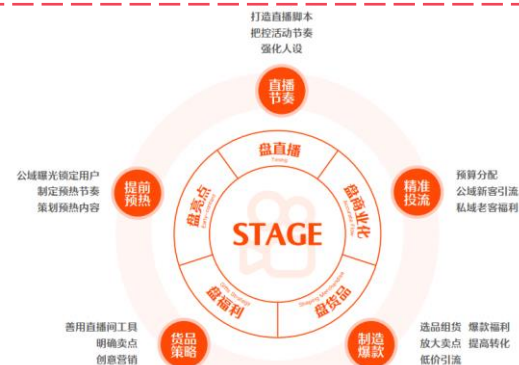 打造直播脚本
把控活动节奏
强化人设
直播
节奏
盘直播
Timing
公域曝光锁定用户
制定预热节奏
策划预热内容
提前
预热
盘亮点
盘商业化
精准
投流
预算分配
公域新客引流
私域老客福利
STAGE
盘福利
Gifts Strategy
盘货品
Staging Merchandise
善用直播间工具
明确卖点
创意营销
货品
策略
制造
爆款
选品组货 爆款福利
放大卖点 提高转化
低价引流